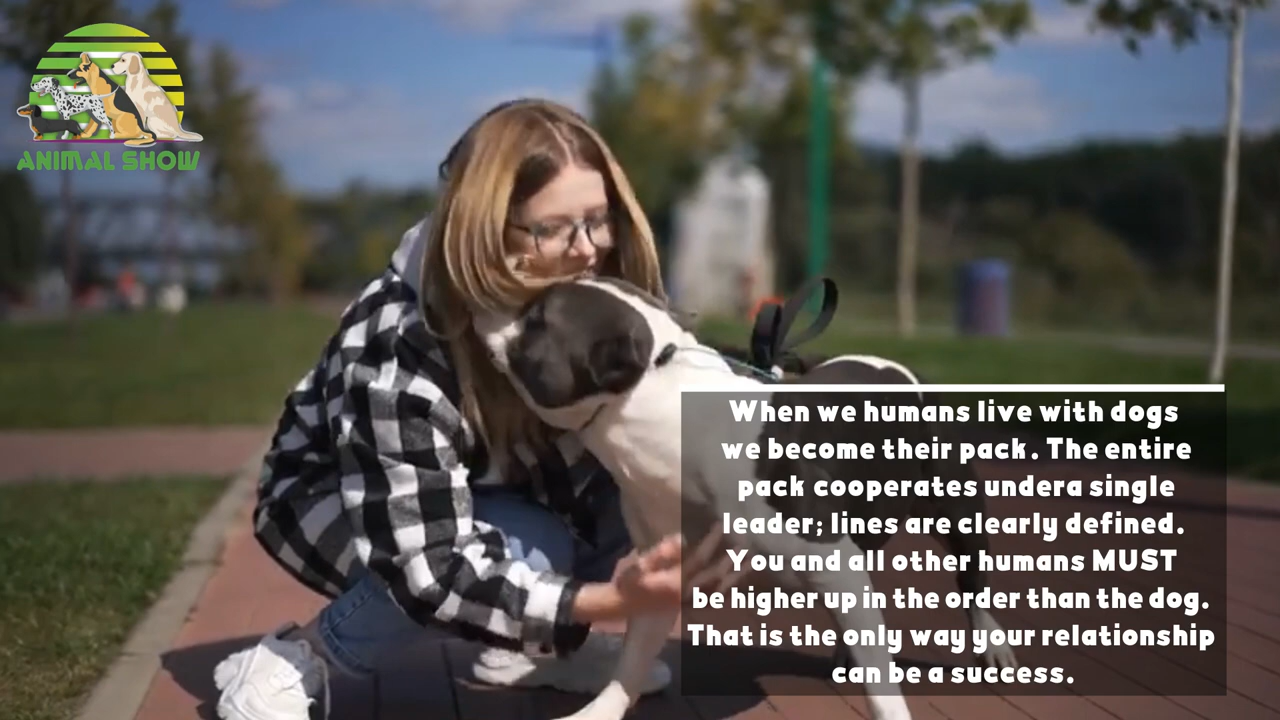 ANIMAL SHOW
When we humans live with dogs
we become their pack. The entire
pack cooperates undera single
leader; lines are clearly defined.
You and all other humans MUST
be higher up in the order than the dog.
That is the only way your relationship
can be a success.